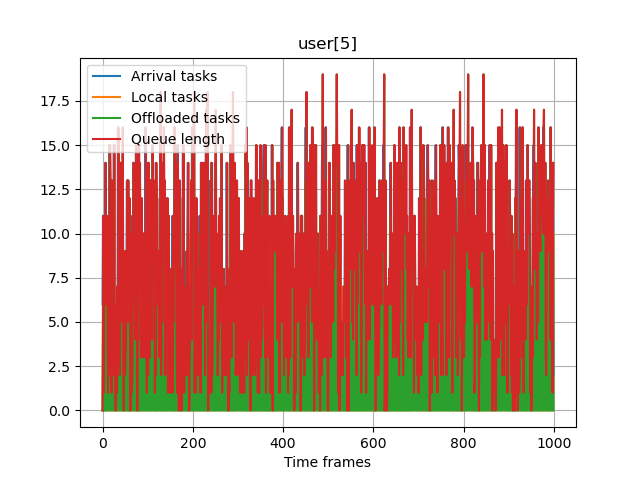 user[5]
Arrival tasks
Local tasks
Offloaded tasks
Queue length
17.5
15.0
12.5
10.0
7.5
5.0
2.5
0.0
0 200 400 600 800 1000
Time frames